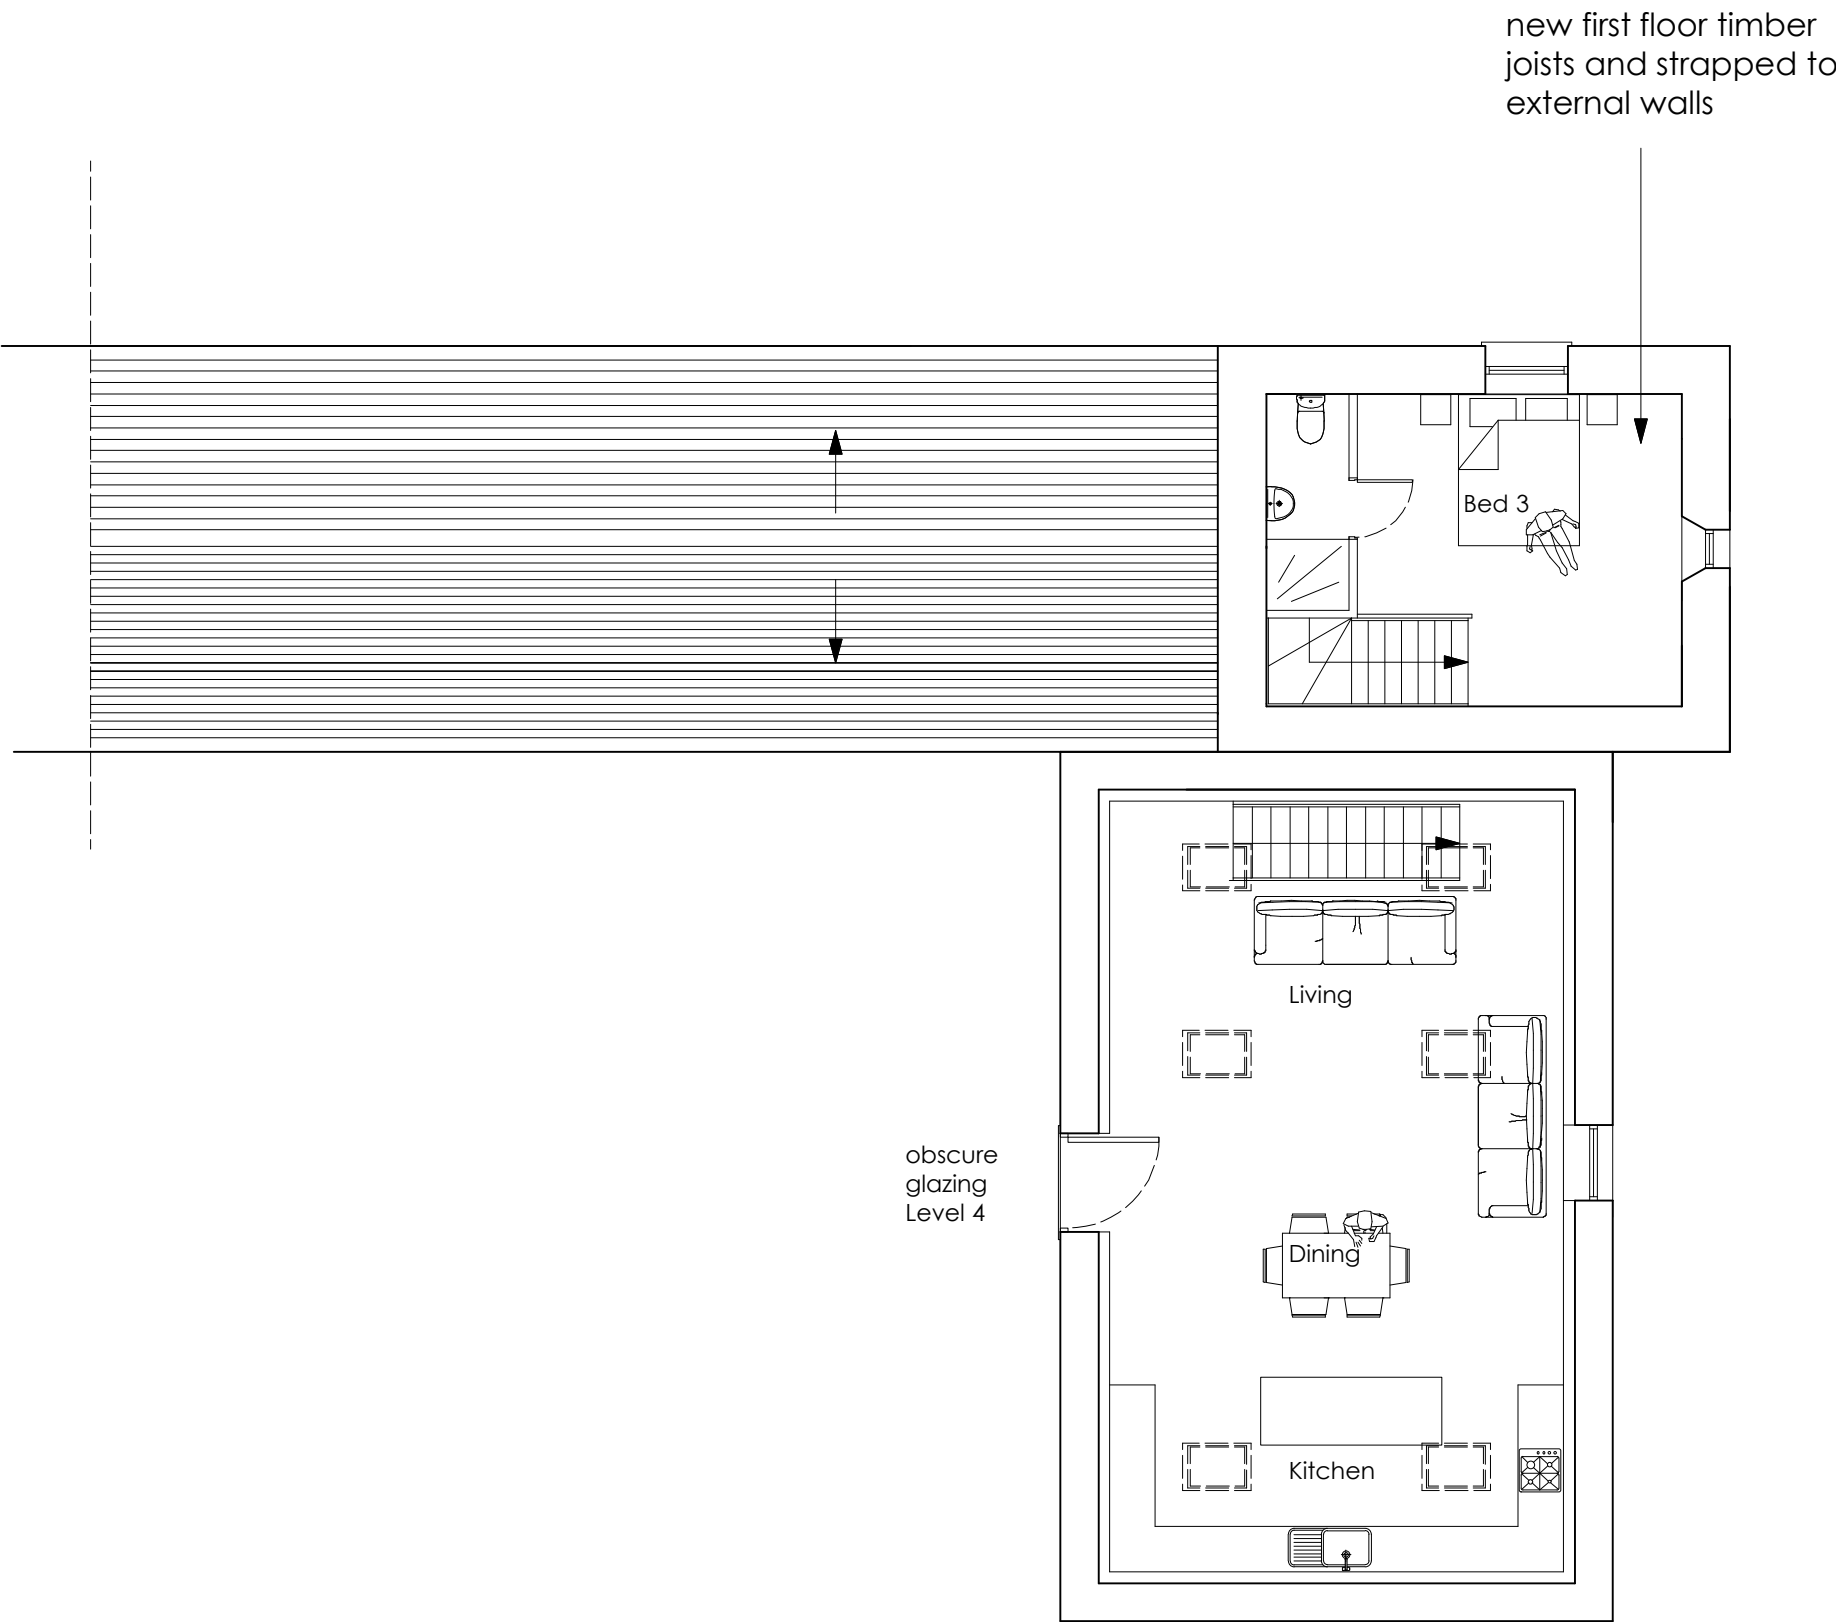 new first floor timber
joists and strapped to
external walls
Bed 3
Living
obscure
glazing
Level 4
Dining
Kitchen